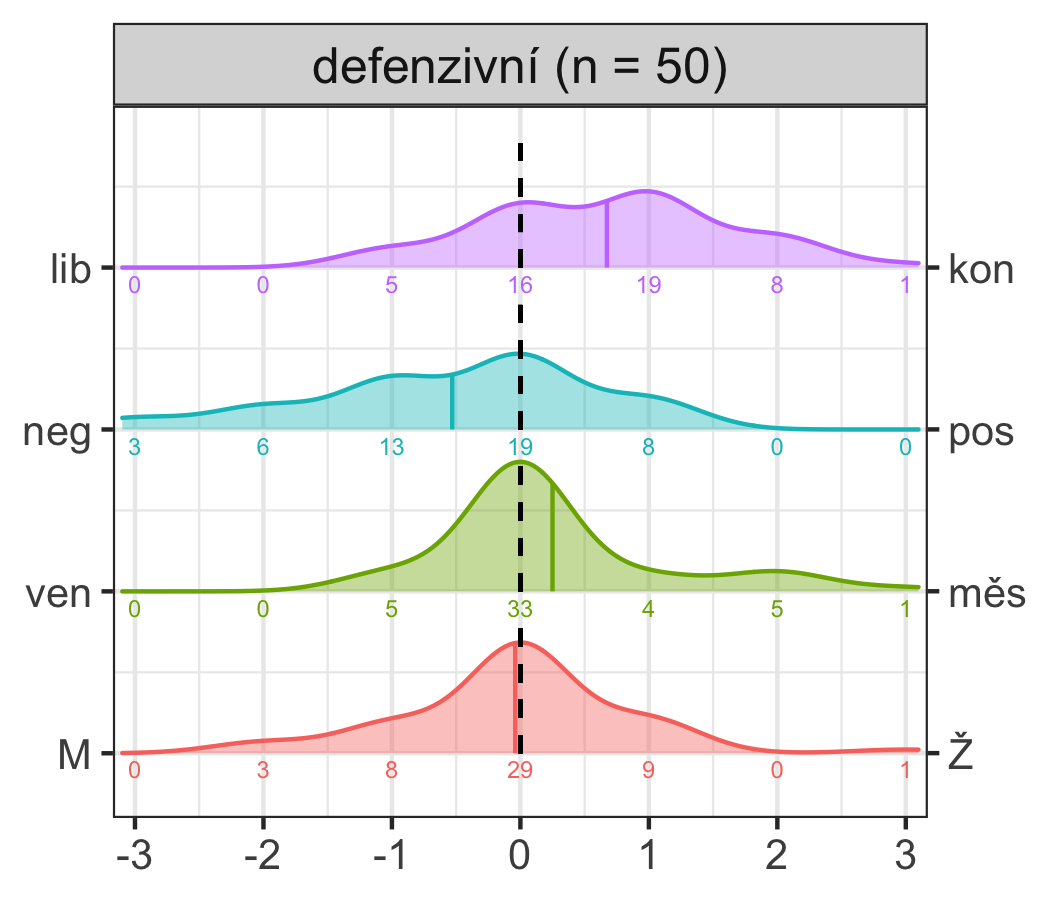 defenzivní (n = 50)
lib kon
0 0 5 16 19 8 1
neg pos
3 6 13 19 8 0 0
ven měs
0 0 5 33 4 5 1
M Ž
0 3 8 29 9 0 1
-3 -2 -1 0 1 2 3